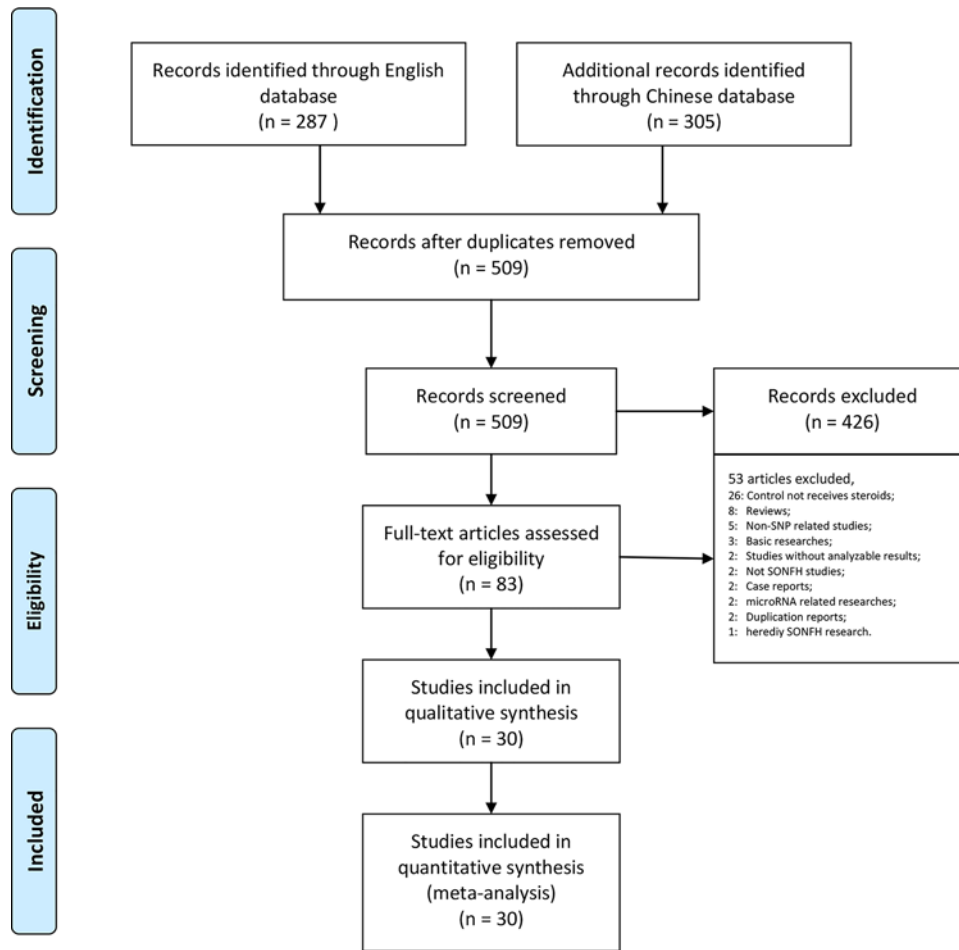 Identification
Records identified through English
database
(n = 287 )
Additional records identified
through Chinese database
(n = 305)
Screening
Records after duplicates removed
(n = 509)
Records screened
(n = 509)
Records excluded
(n = 426)
Eligibility
Full-text articles assessed
for eligibility
(n = 83)
53 articles excluded,
26: Control not receives steroids;
8: Reviews;
5: Non-SNP related studies;
3: Basic researches;
2: Studies without analyzable results;
2: Not SONFH studies;
2: Case reports;
2: microRNA related researches;
2: Duplication reports;
1: herediy SONFH research.
Studies included in
qualitative synthesis
(n = 30)
Included
Studies included in
quantitative synthesis
(meta-analysis)
(n = 30)